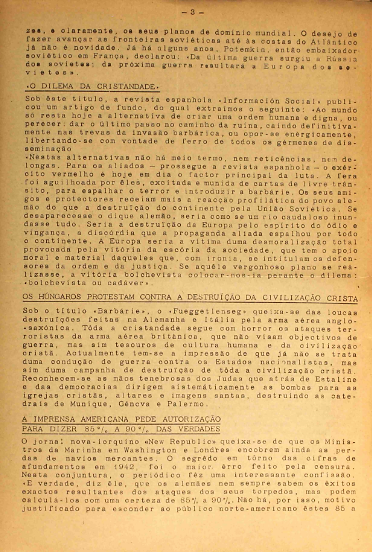 - 3 -
zes, e claramente, os seus planos de dominio mundial. O desejo de
fazer avançar as fronteiras soviéticas até às costas do Atlântico
já não é novidade. Já há alguns anos, Potemkin, então embaixador
soviético em França, declarou: «Da última guerra surgiu a Rússia
dos sovietes: da próxima guerra resultará a Europa dos so-
vietes».
«O DILEMA DA CRISTANDADE»
Sob êste título, a revista espanhola «Información Social» publi-
cou um artigo de fundo, do qual extraimos o seguinte: «Ao mundo
só resta hoje a alternativa de criar uma ordem humana e digna, ou
perecer: dar o último passo no caminho da ruina, caindo definitiva-
mente nas trevas da invasão bárbarica, ou opor-se enérgicamente,
libertando-se com vontade de ferro de todos os gérmenes de dis-
seminação
«Nestas alternativas não há meio termo, nem reticências, nem de-
longas. Para os aliados — prossegue a revista espanhola — o exér-
cito vermelho é hoje em dia o factor principal da luta. A fera
foi aguilhoada por êles, excitada e munida de cartas de livre trân-
sito, para espalhar o terror e introduzir a barbárie. Os seus ami-
gos e protectores receiam mais a reacção profilática do povo ale-
mão do que a destruição do continente pela União Soviética. Se
desaparecesse o dique alemão, seria como se um rio caudaloso inun-
dasse tudo. Seria a destruição da Europa pelo espírito do ódio e
vingança, a discórdia que a propaganda aliada espalhou por todo
o continente. A Europa seria a vítima duma desmoralização total
provocada pela vitória da escória da sociedade, que tem o apoio
moral e material daqueles que, com ironia, se intitulam os defen-
sores da ordem e da justiça. Se aquêle vergonhoso plano se rea-
lizasse, a vitória bolchevista colocar-nos-ia perante o dilema:
«bolchevista ou cadáver».
OS HÚNGAROS PROTESTAM CONTRA A DESTRUÏÇÃO DA CIVILIZAÇÃO CRISTÃ
Sob o título «Barbárie», o «Fueggetlenseg» queixa-se das loucas
destruïções feitas na Alemanha e Itália pela arma aérea anglo-
-saxónica. Tôda a cristandade segue com horror os ataques ter-
roristas da arma aérea britânica, que não visam objectivos de
guerra, mas sim tesouros da cultura humana e da civilização
cristã. Actualmente tem-se a impressão de que já não se trata
duma condução de guerra contra os Estados nacionalistas, mas
sim duma campanha de destruïção de tôda a civilização cristã.
Reconhecem-se as mãos tenebrosas dos Judas que atrás de Estaline
e das democracias dirigem sistemàticamente as bombas para as
igrejas cristãs, altares e imagens santas, destruindo as cate-
drais de Munique, Génova e Palermo.
A IMPRENSA AMERICANA PEDE AUTORIZAÇÃO
PARA DIZER 85%, A 90%, DAS VERDADES
O jornal nova-iorquino «New Republic» queixa-se de que os Minis-
tros da Marinha em Washington e Londres encobrem ainda as per-
das de navios mercantes. O segrêdo em tôrno das cifras de
afundamentos em 1942, foi o maior êrro feito pela censura.
Nesta conjuntura, o periódico fêz uma interessante confissão.
«É verdade, diz êle, que os alemães nem sempre sabem os êxitos
exactos resultantes dos ataques dos seus torpedos, mas podem
calculá-los com uma certeza de 85% a 90%. Não há, por isso, motivo
justificado para esconder ao público norte-americano êstes 85 a